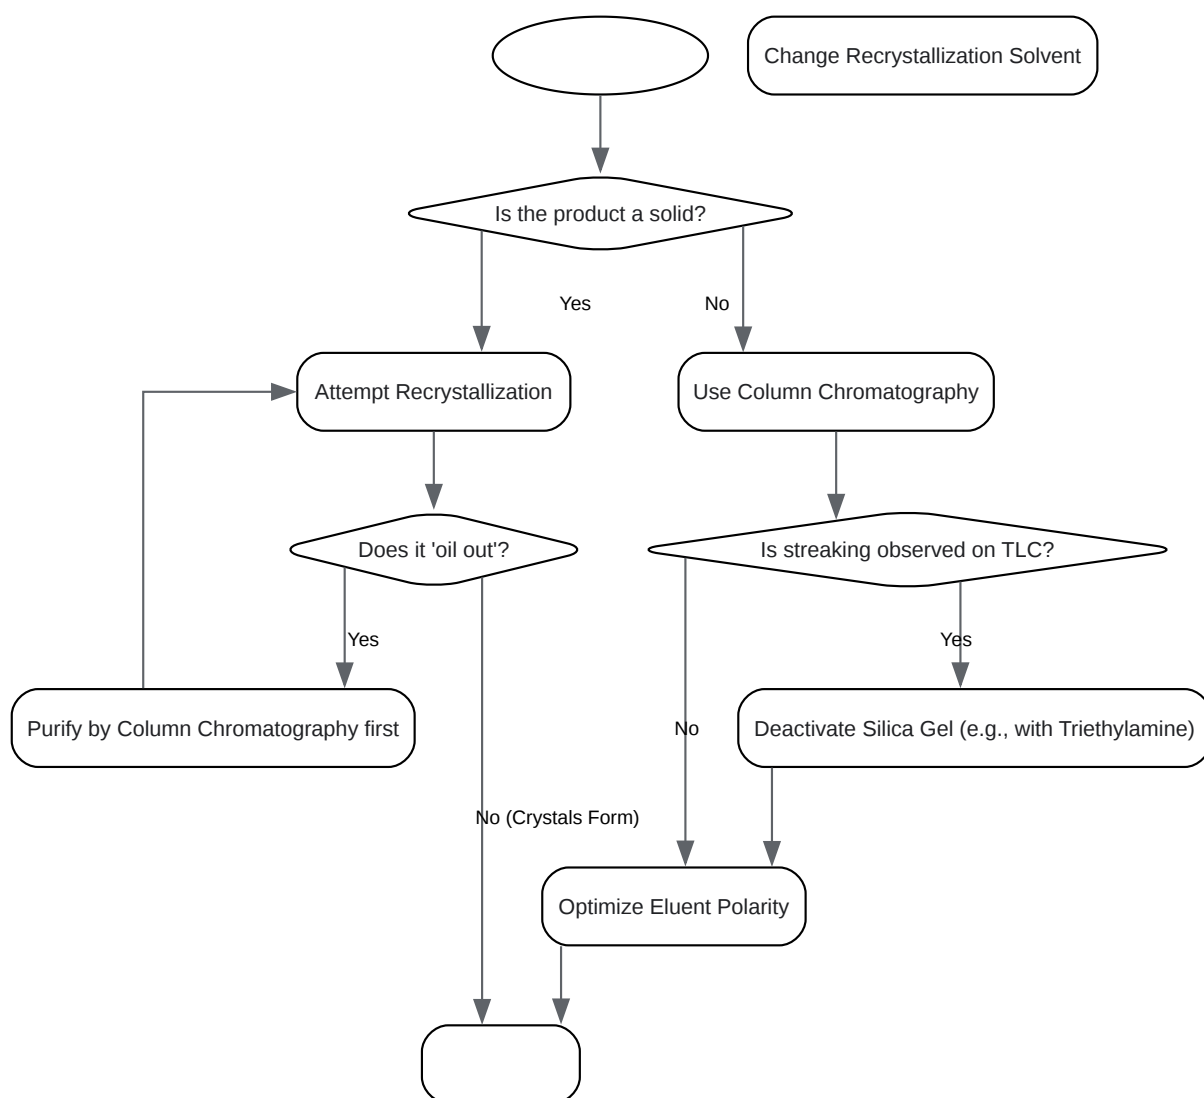 Change Recrystallization Solvent
Is the product a solid?
Yes
No
Attempt Recrystallization
Use Column Chromatography
Does it 'oil out'?
Is streaking observed on TLC?
Yes
Yes
Purify by Column Chromatography first
No
Deactivate Silica Gel (e.g., with Triethylamine)
No (Crystals Form)
Optimize Eluent Polarity